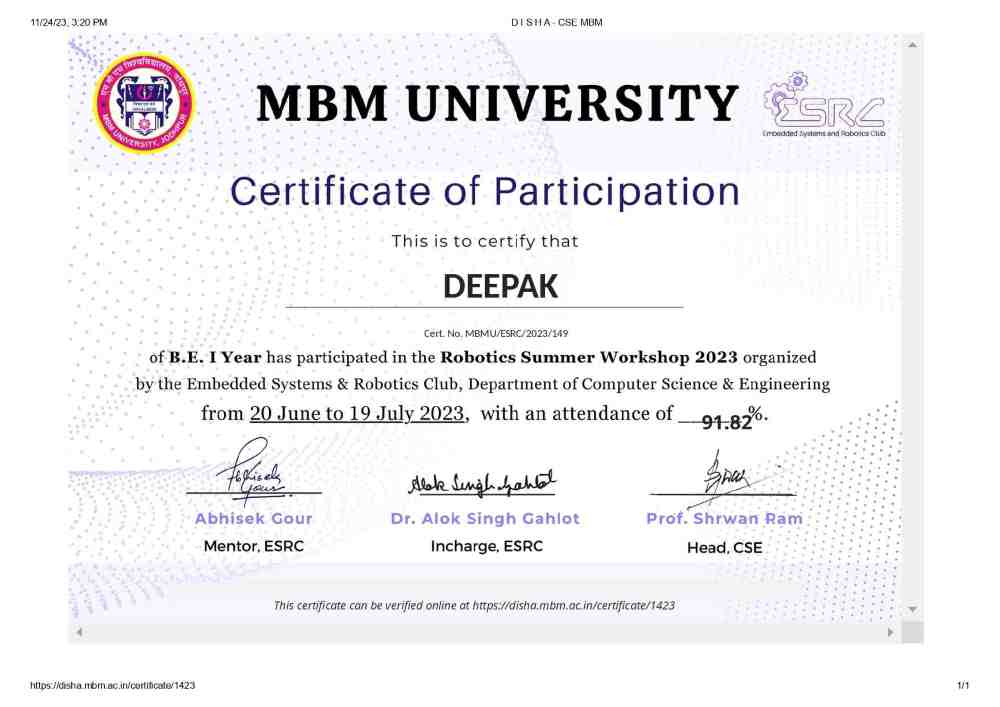 11/24/23, 3:20 PM
D I S H A - CSE MBM
MBM UNIVERSITY, JODHPUR
MBM UNIVERSITY
ESRC
Embedded Systems and Robotics Club
Certificate of Participation
This is to certify that
DEEPAK
Cert. No. MBMU/ESRC/2023/149
of B.E. I Year has participated in the Robotics Summer Workshop 2023 organized
by the Embedded Systems & Robotics Club, Department of Computer Science & Engineering
from 20 June to 19 July 2023, with an attendance of 91.82%.
Abhisek Gour
Alok Singh Gahlot
Abhisek Gour
Dr. Alok Singh Gahlot
Prof. Shrwan Ram
Mentor, ESRC
Incharge, ESRC
Head, CSE
This certificate can be verified online at https://disha.mbm.ac.in/certificate/1423
https://disha.mbm.ac.in/certificate/1423
1/1